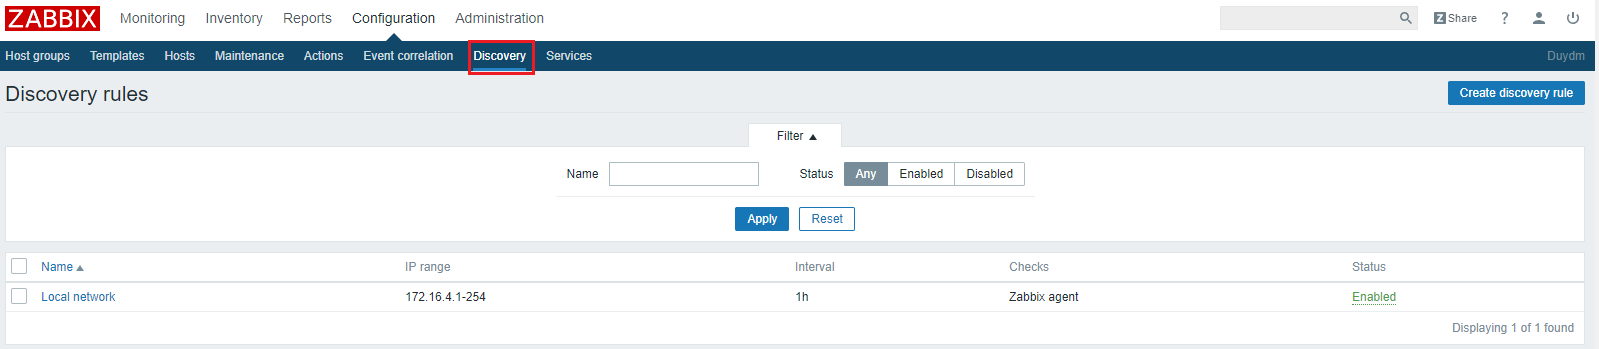 ZABBIX Monitoring Inventory Reports Configuration Administration Z Share ?
Host groups Templates Hosts Maintenance Actions Event correlation Discovery Services Duydm
Discovery rules Create discovery rule
Filter ▲
Name Status Any Enabled Disabled
Apply Reset
Name ▲ IP range Interval Checks Status
Local network 172.16.4.1-254 1h Zabbix agent Enabled
Displaying 1 of 1 found